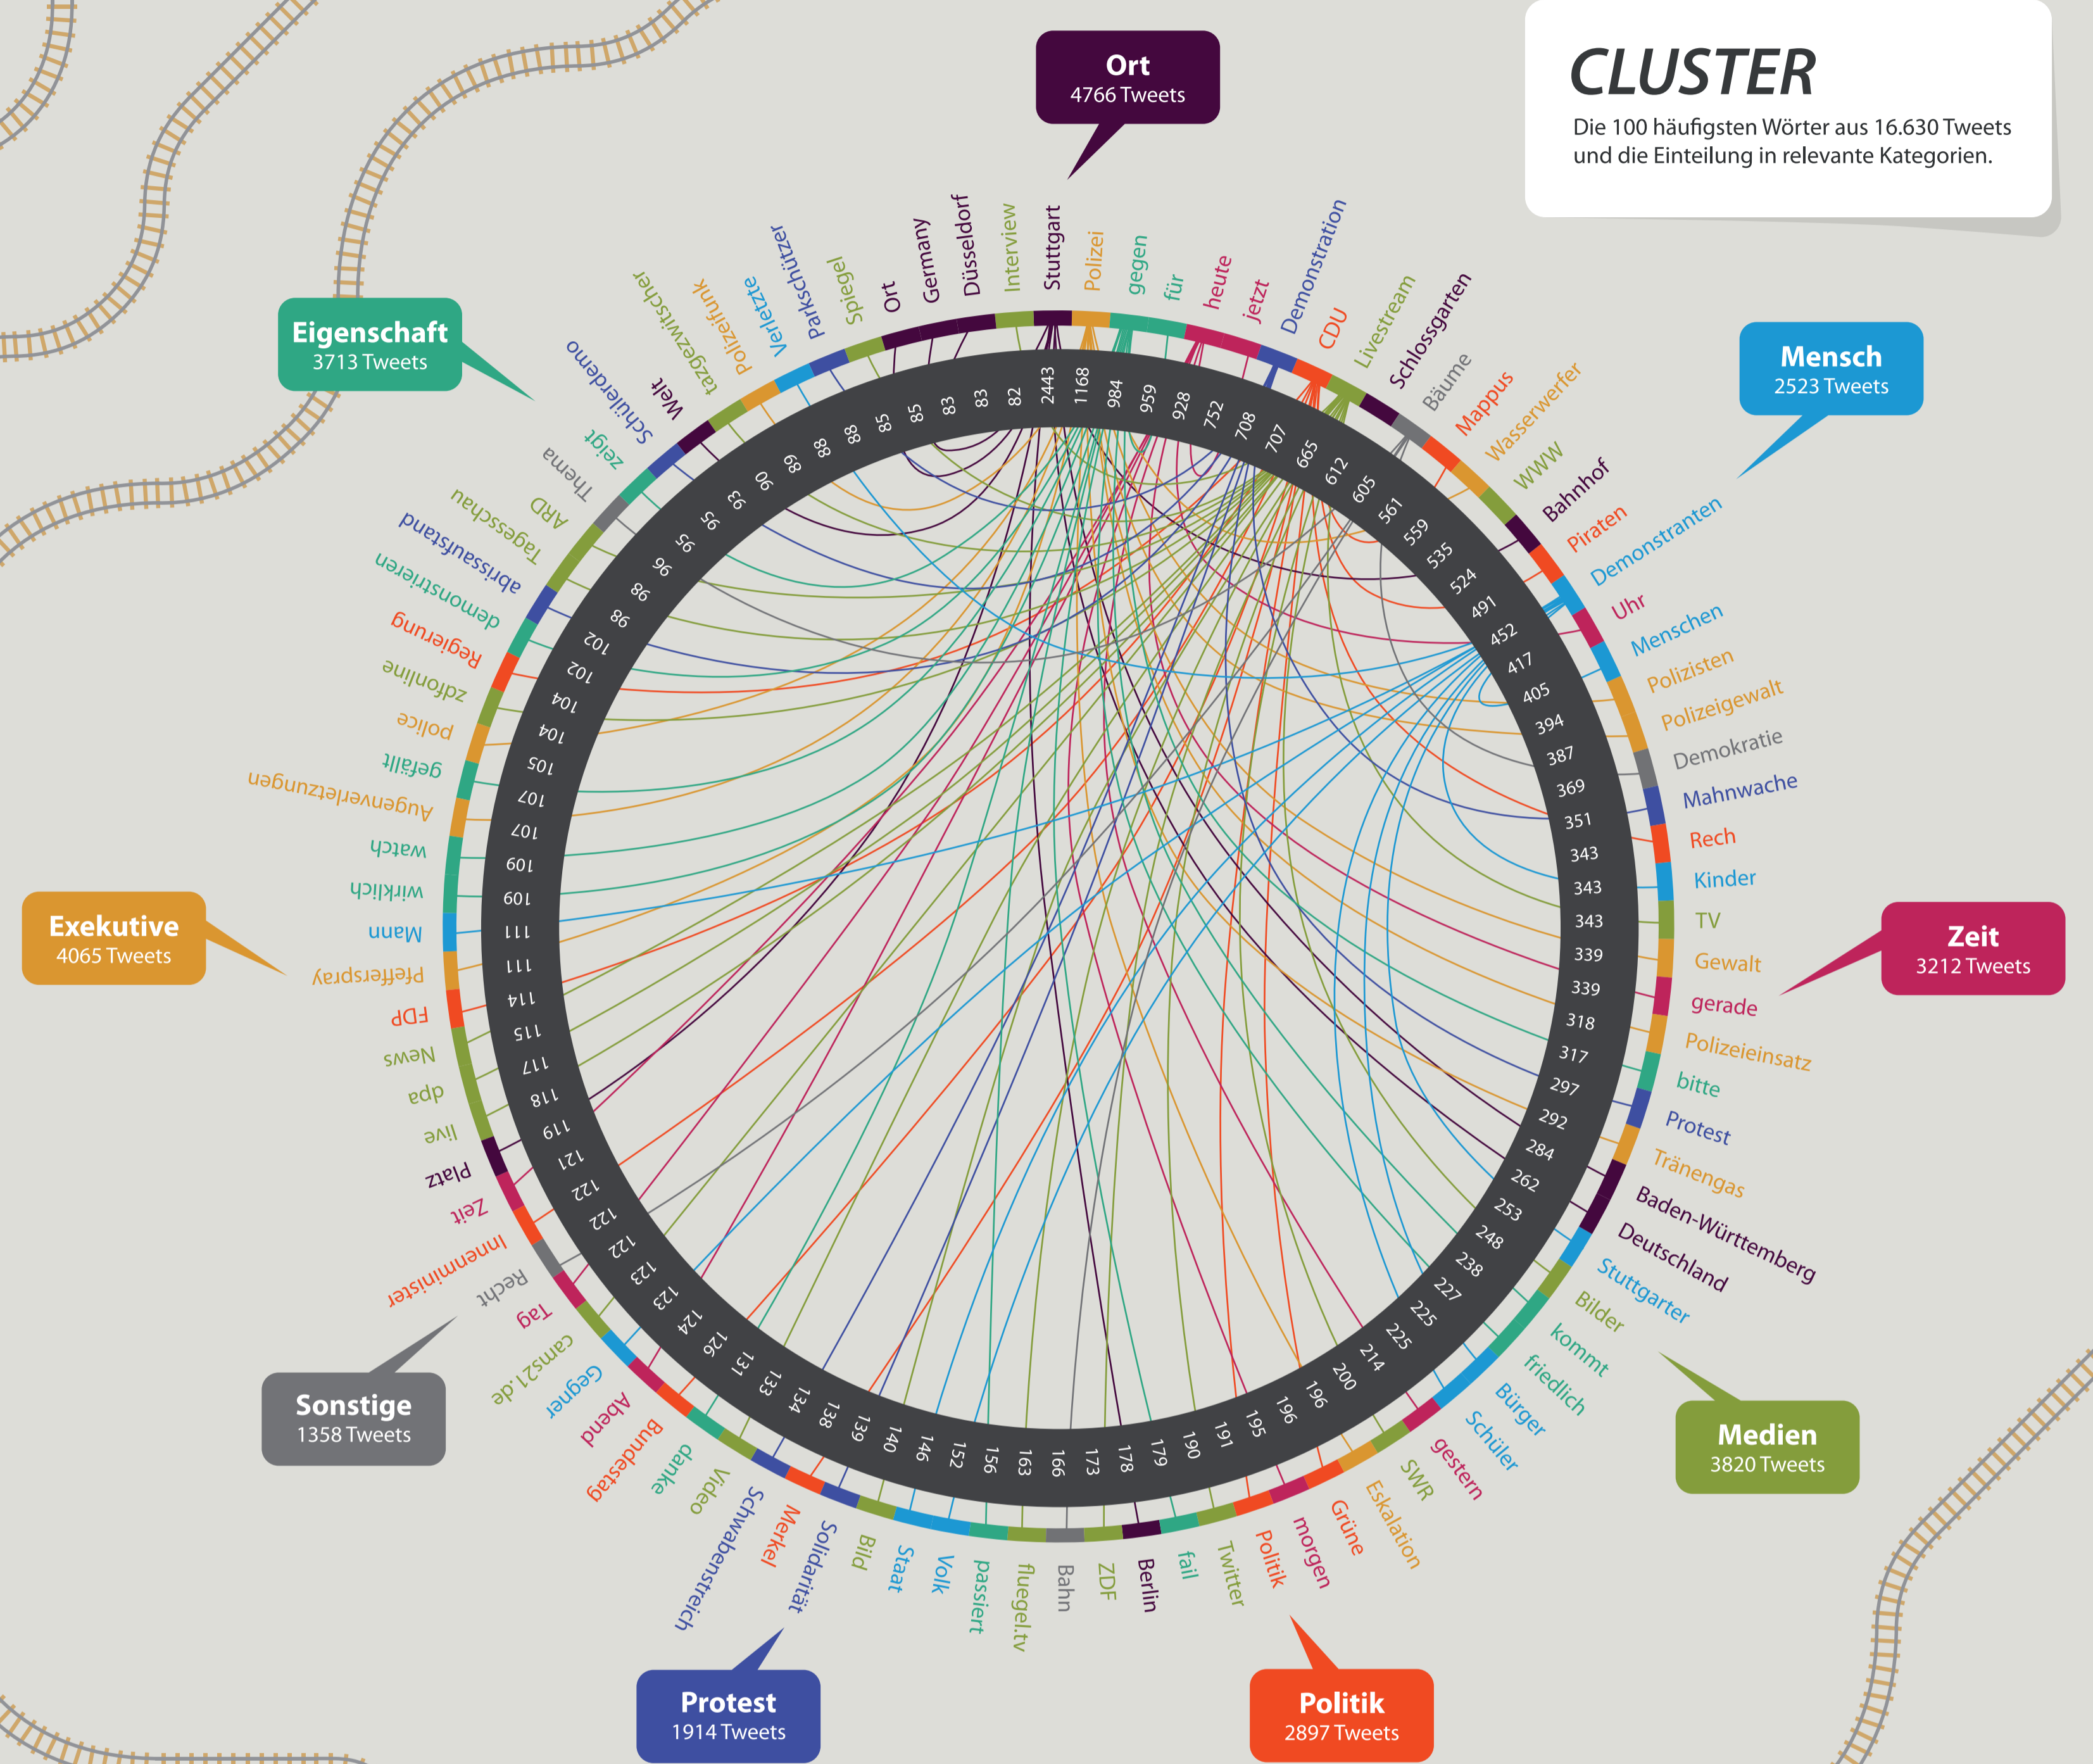 CLUSTER
Die 100 häufigsten Wörter aus 16.630 Tweets
und die Einteilung in relevante Kategorien.
Ort
4766 Tweets
Mensch
2523 Tweets
Zeit
3212 Tweets
Medien
3820 Tweets
Politik
2897 Tweets
Protest
1914 Tweets
Sonstige
1358 Tweets
Exekutive
4065 Tweets
Eigenschaft
3713 Tweets
Stuttgart
Polizei
gegen
für
heute
jetzt
Demonstration
CDU
Livestream
Schlossgarten
Bäume
Mappus
Wasserwerfer
WWW
Bahnhof
Piraten
Demonstranten
Uhr
Menschen
Polizisten
Polizeigewalt
Demokratie
Mahnwache
Rech
Kinder
TV
Gewalt
gerade
Polizeieinsatz
bitte
Protest
Tränengas
Baden-Württemberg
Deutschland
Stuttgarter
Bilder
kommt
friedlich
Bürger
Schüler
gestern
SWR
Eskalation
Grüne
morgen
Politik
Twitter
fail
Berlin
ZDF
Bahn
fluegel.tv
passiert
Volk
Staat
Bild
Solidarität
Merkel
Schwabenstreich
Video
danke
Bundestag
Abend
Gegner
cams21.de
Tag
Recht
Innenminister
Zeit
Platz
live
dpa
News
FDP
Pfefferspray
Mann
wirklich
watch
Augenverletzungen
gefällt
police
zdfonline
Regierung
demonstrieren
abrissaufstand
Tagesschau
ARD
Thema
zeigt
Schülerdemo
Welt
tazgezwitscher
Polizeifunk
Verletzte
Parkschützer
Spiegel
Ort
Germany
Düsseldorf
Interview
2443
1168
984
959
928
752
708
707
665
612
605
561
559
535
524
491
452
417
405
394
387
369
351
343
343
343
339
339
318
317
297
292
284
262
253
248
238
227
225
225
214
200
196
196
195
191
190
179
178
173
166
163
156
152
146
140
139
138
134
133
131
126
124
123
123
122
122
122
121
119
118
117
115
114
111
111
109
109
107
107
105
104
104
102
102
98
98
96
95
95
93
90
89
88
88
85
85
83
83
82